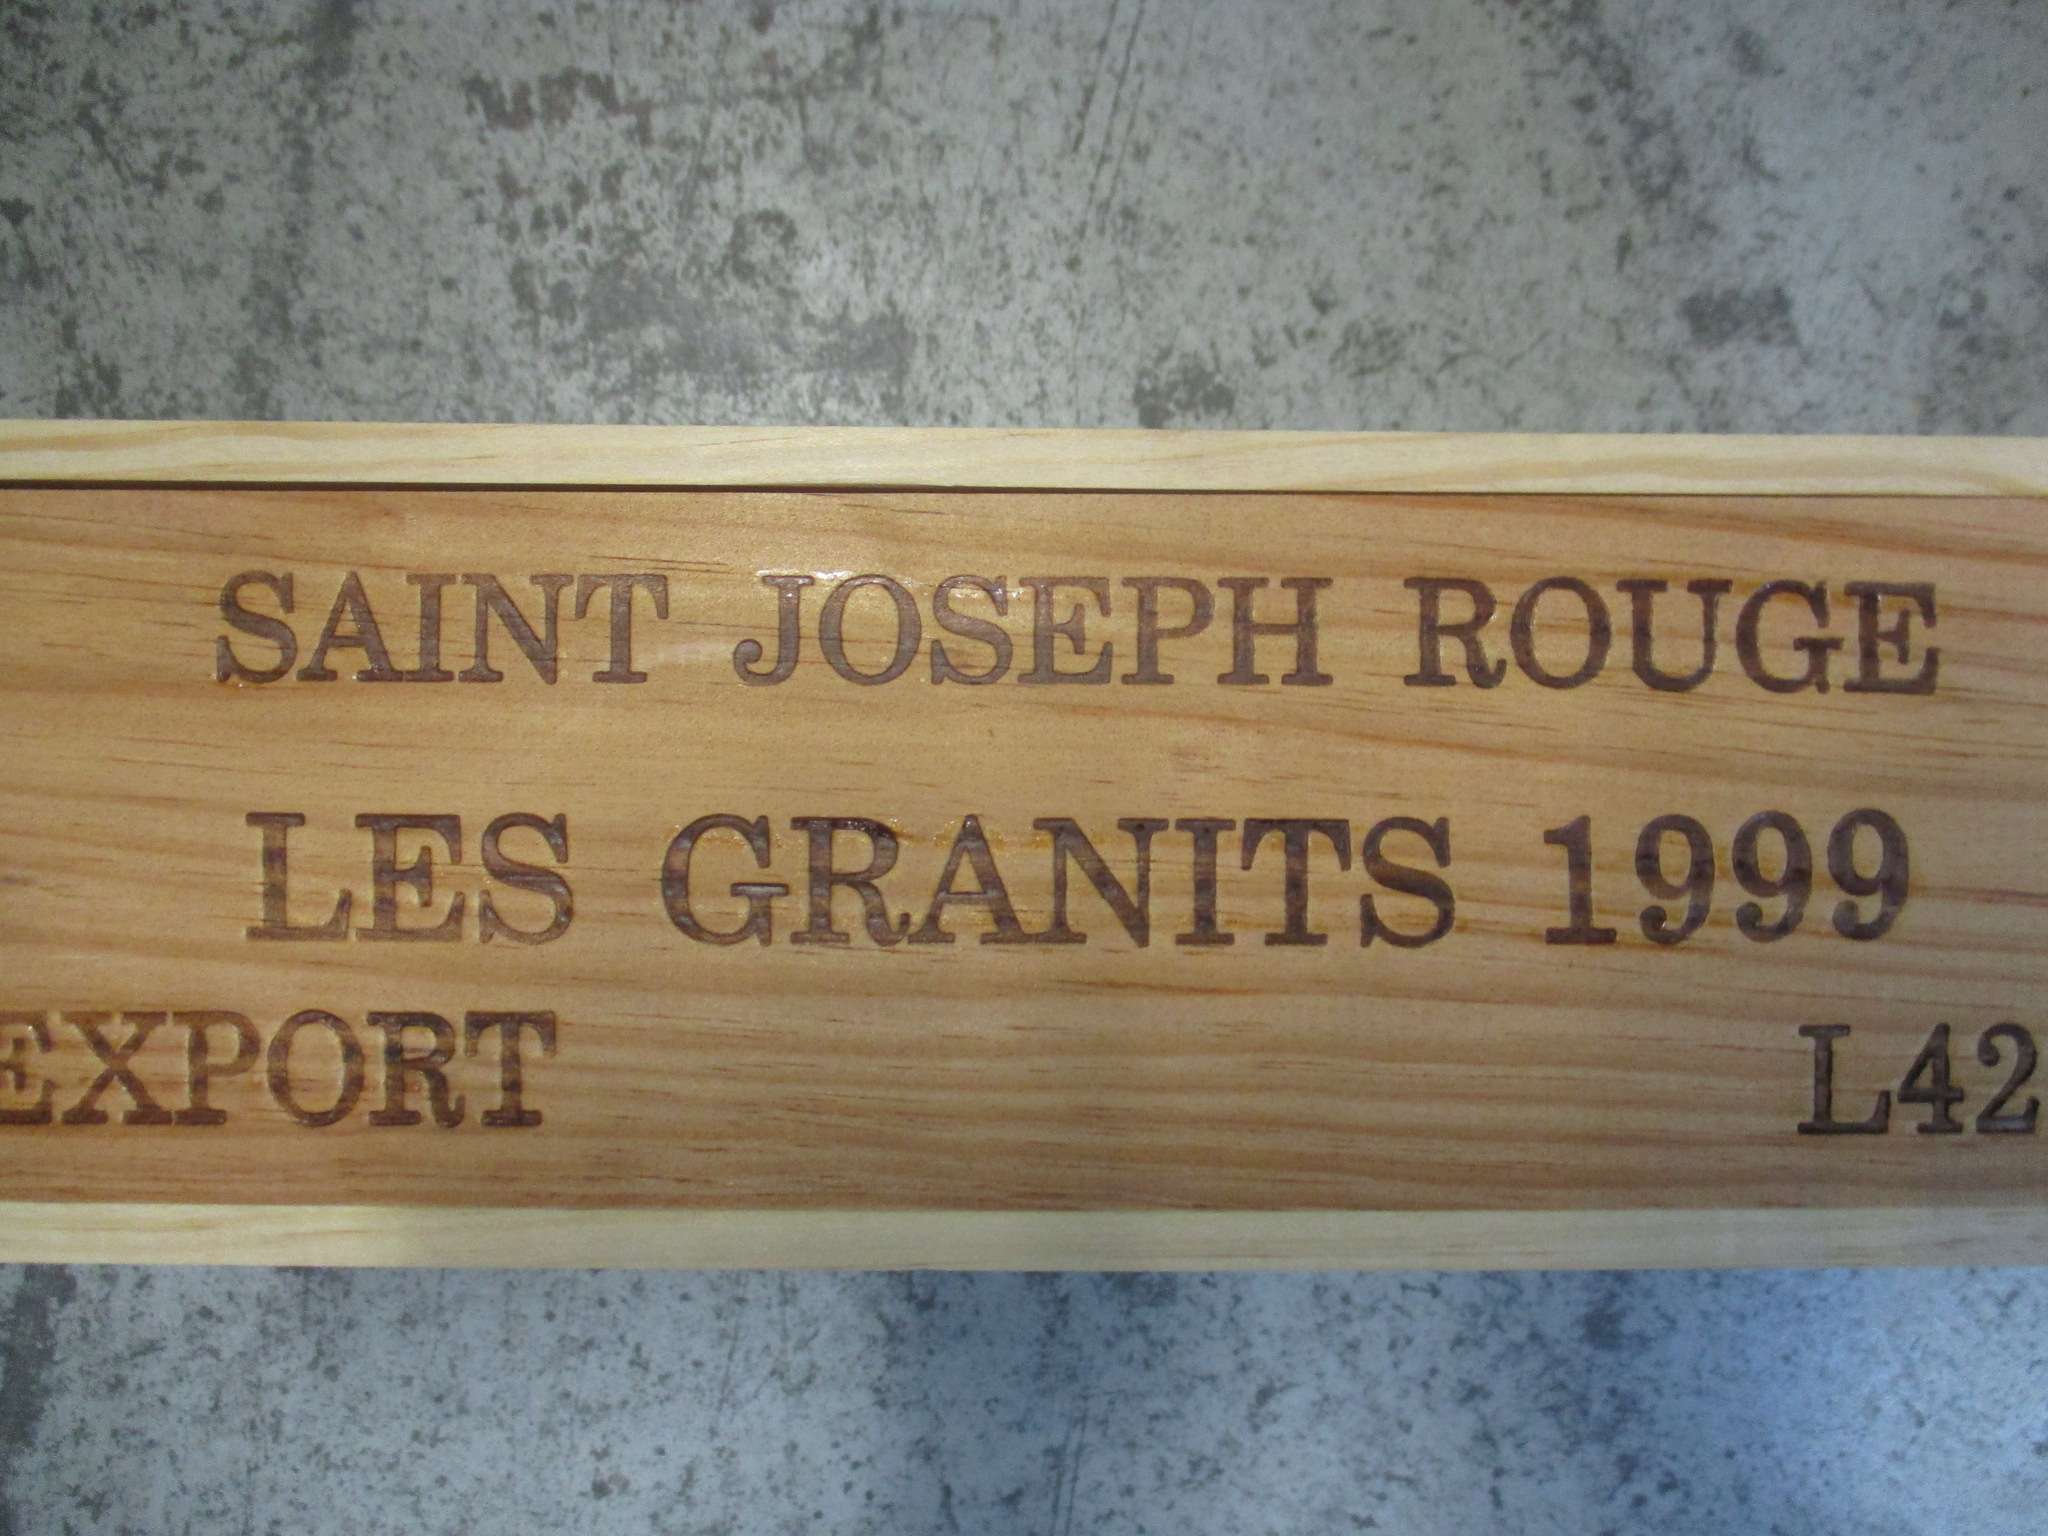 SAINT JOSEPH ROUGE
LES GRANITS 1999
EXPORT L42